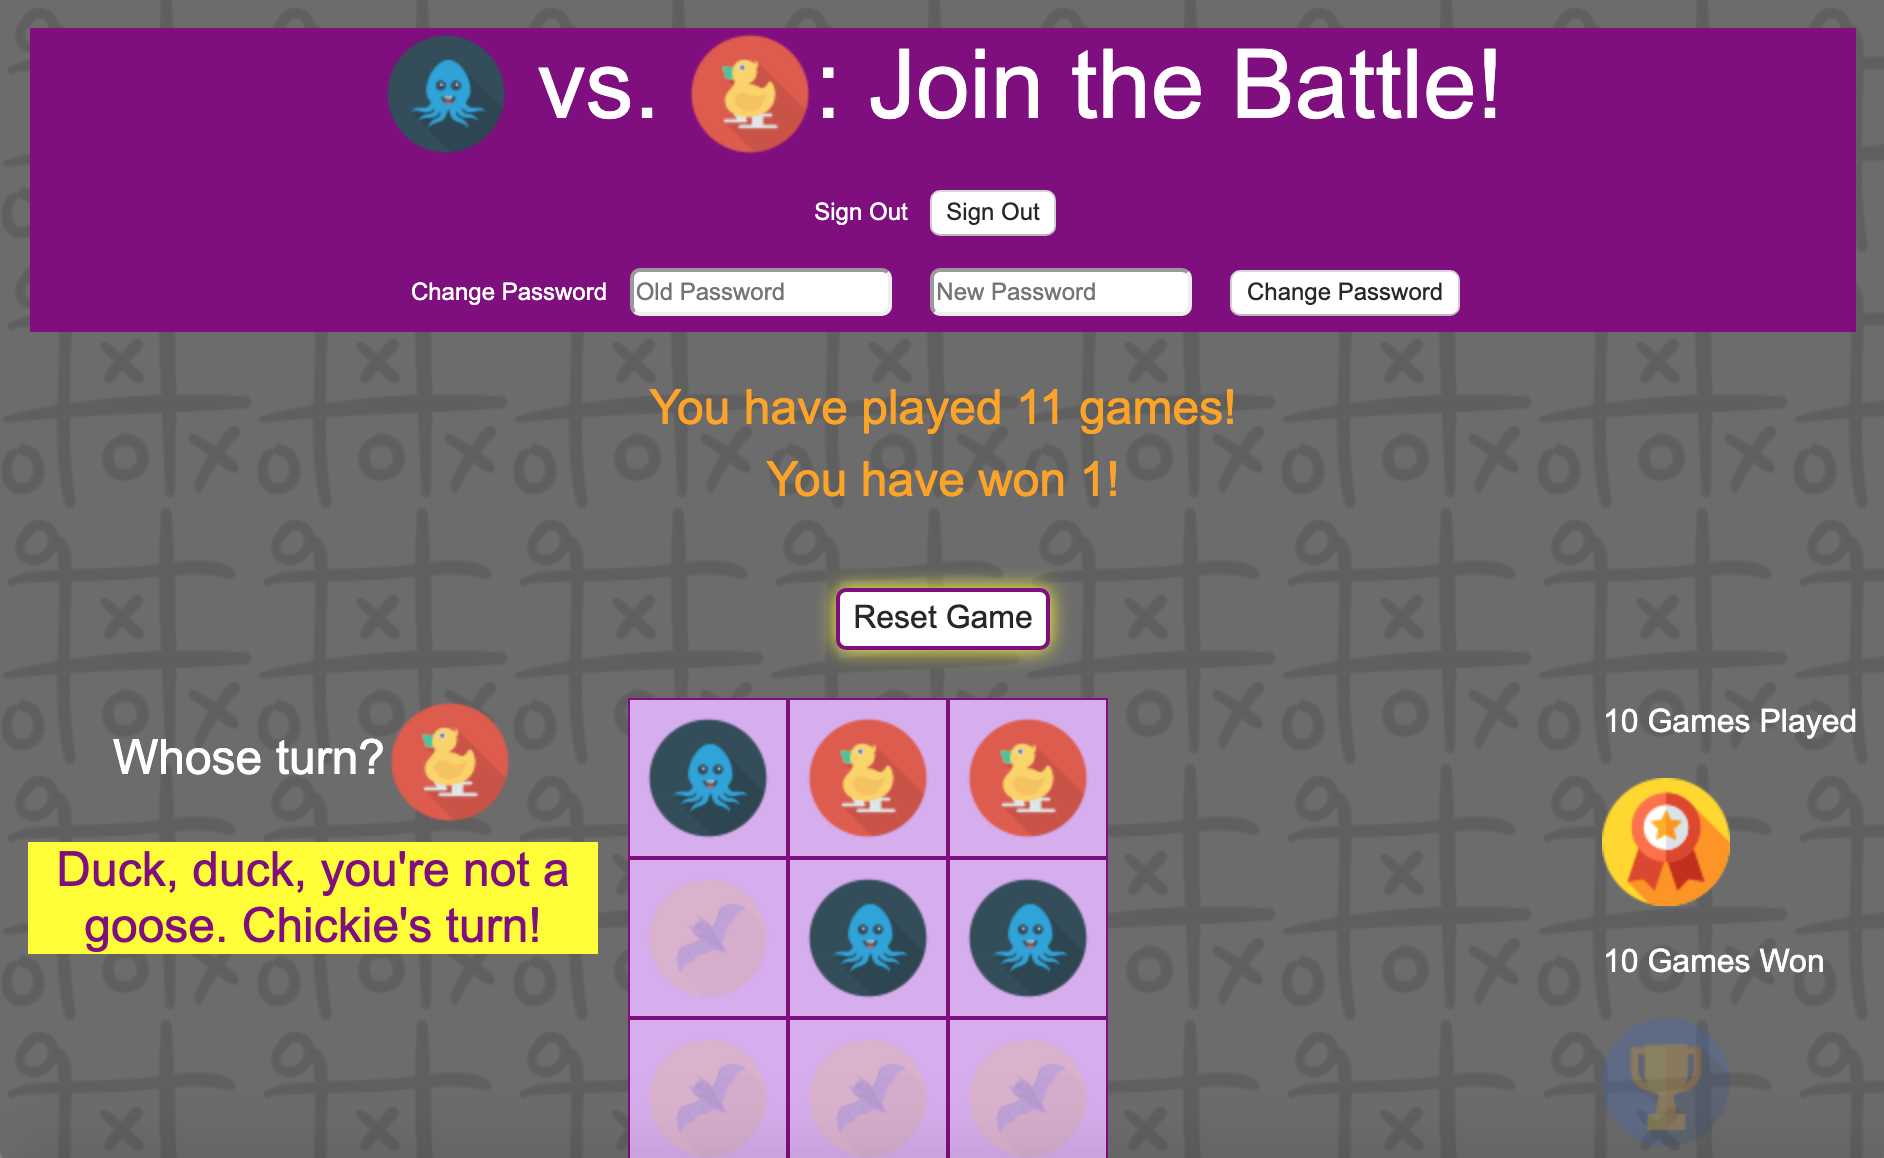 vs. : Join the Battle!
Sign Out Sign Out
Change Password Old Password New Password Change Password
You have played 11 games!
You have won 1!
Reset Game
Whose turn?
Duck, duck, you're not a
goose. Chickie's turn!
10 Games Played
10 Games Won